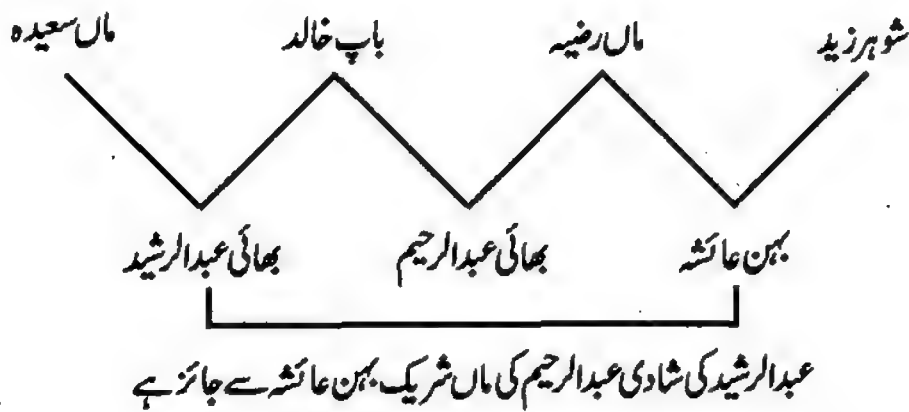 شوہر زید ماں رضیہ باپ خالد ماں سعیدہ
بہن عائشہ بھائی عبدالرحیم بھائی عبدالرشید
عبدالرشید کی شادی عبدالرحیم کی ماں شریک بہن عائشہ سے جائز ہے